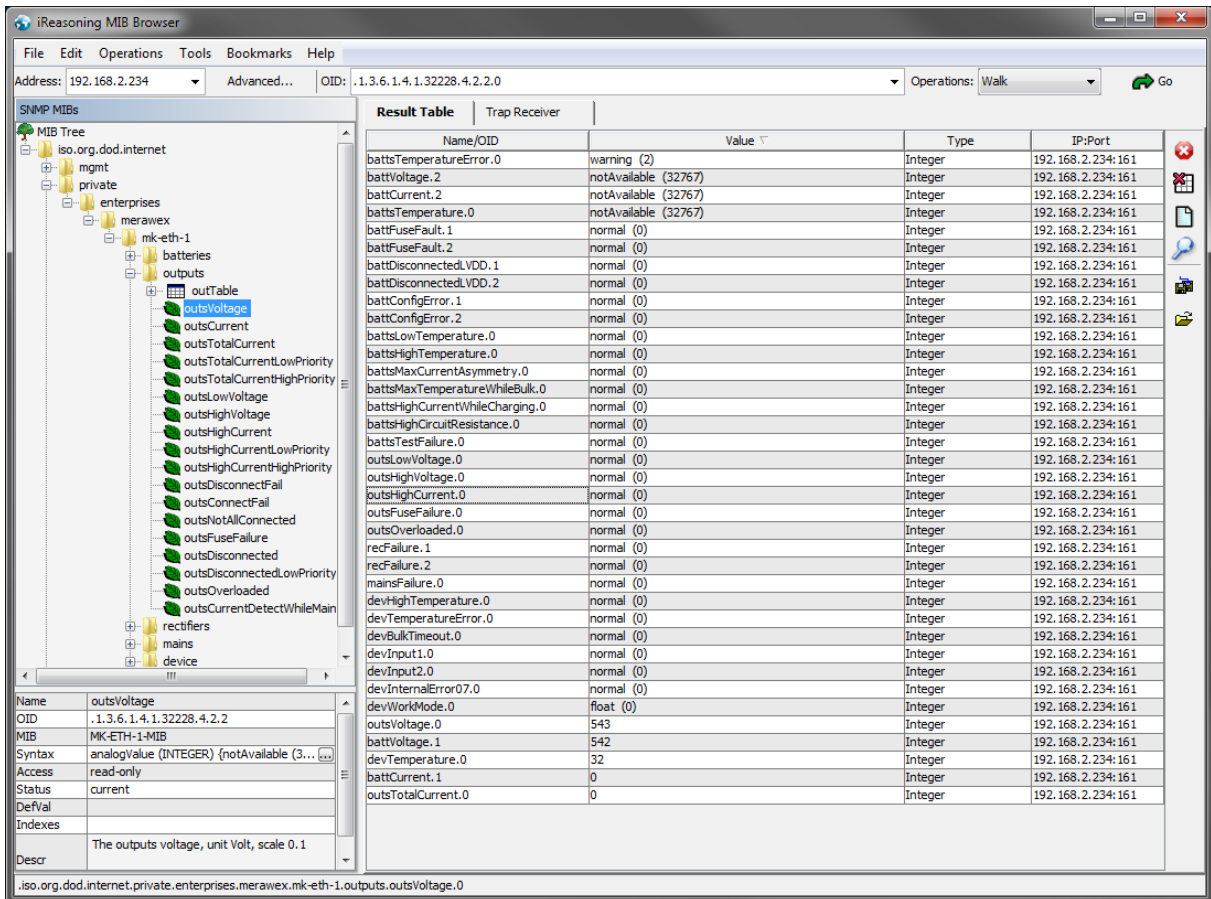 iReasoning MIB Browser
File Edit Operations Tools Bookmarks Help
Address: 192.168.2.234 Advanced... OID: .1.3.6.1.4.1.32228.4.2.2.0 Operations: Walk Go
SNMP MIBs
MIB Tree
iso.org.dod.internet
mgmt
private
enterprises
merawex
mk-eth-1
batteries
outputs
outTable
outsVoltage
outsCurrent
outsTotalCurrent
outsTotalCurrentLowPriority
outsTotalCurrentHighPriority
outsLowVoltage
outsHighVoltage
outsHighCurrent
outsHighCurrentLowPriority
outsHighCurrentHighPriority
outsDisconnectFail
outsConnectFail
outsNotAllConnected
outsFuseFailure
outsDisconnected
outsDisconnectedLowPriority
outsOverloaded
outsCurrentDetectWhileMain
rectifiers
mains
device
Name outsVoltage
OID .1.3.6.1.4.1.32228.4.2.2
MIB MK-ETH-1-MIB
Syntax analogValue (INTEGER) {notAvailable (3... ...
Access read-only
Status current
DefVal
Indexes
Descr The outputs voltage, unit Volt, scale 0.1
Result Table Trap Receiver
Name/OID Value Type IP:Port
battsTemperatureError.0 warning (2) Integer 192.168.2.234:161
battVoltage.2 notAvailable (32767) Integer 192.168.2.234:161
battCurrent.2 notAvailable (32767) Integer 192.168.2.234:161
battsTemperature.0 notAvailable (32767) Integer 192.168.2.234:161
battFuseFault.1 normal (0) Integer 192.168.2.234:161
battFuseFault.2 normal (0) Integer 192.168.2.234:161
battDisconnectedLVDD.1 normal (0) Integer 192.168.2.234:161
battDisconnectedLVDD.2 normal (0) Integer 192.168.2.234:161
battConfigError.1 normal (0) Integer 192.168.2.234:161
battConfigError.2 normal (0) Integer 192.168.2.234:161
battsLowTemperature.0 normal (0) Integer 192.168.2.234:161
battsHighTemperature.0 normal (0) Integer 192.168.2.234:161
battsMaxCurrentAsymmetry.0 normal (0) Integer 192.168.2.234:161
battsMaxTemperatureWhileBulk.0 normal (0) Integer 192.168.2.234:161
battsHighCurrentWhileCharging.0 normal (0) Integer 192.168.2.234:161
battsHighCircuitResistance.0 normal (0) Integer 192.168.2.234:161
battsTestFailure.0 normal (0) Integer 192.168.2.234:161
outsLowVoltage.0 normal (0) Integer 192.168.2.234:161
outsHighVoltage.0 normal (0) Integer 192.168.2.234:161
outsHighCurrent.0 normal (0) Integer 192.168.2.234:161
outsFuseFailure.0 normal (0) Integer 192.168.2.234:161
outsOverloaded.0 normal (0) Integer 192.168.2.234:161
recFailure.1 normal (0) Integer 192.168.2.234:161
recFailure.2 normal (0) Integer 192.168.2.234:161
mainsFailure.0 normal (0) Integer 192.168.2.234:161
devHighTemperature.0 normal (0) Integer 192.168.2.234:161
devTemperatureError.0 normal (0) Integer 192.168.2.234:161
devBulkTimeout.0 normal (0) Integer 192.168.2.234:161
devInput1.0 normal (0) Integer 192.168.2.234:161
devInput2.0 normal (0) Integer 192.168.2.234:161
devInternalError07.0 normal (0) Integer 192.168.2.234:161
devWorkMode.0 float (0) Integer 192.168.2.234:161
outsVoltage.0 543 Integer 192.168.2.234:161
battVoltage.1 542 Integer 192.168.2.234:161
devTemperature.0 32 Integer 192.168.2.234:161
battCurrent.1 0 Integer 192.168.2.234:161
outsTotalCurrent.0 0 Integer 192.168.2.234:161
.iso.org.dod.internet.private.enterprises.merawex.mk-eth-1.outputs.outsVoltage.0